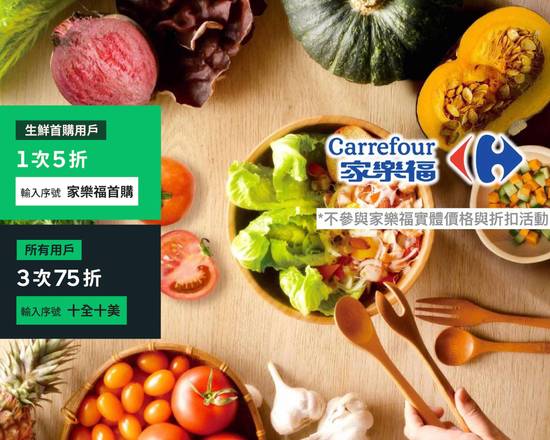 生鮮首購用戶
1次5折
輸入序號 家樂福首購
所有用戶
3次75折
輸入序號 十全十美
Carrefour
家樂福
*不參與家樂福實體價格與折扣活動